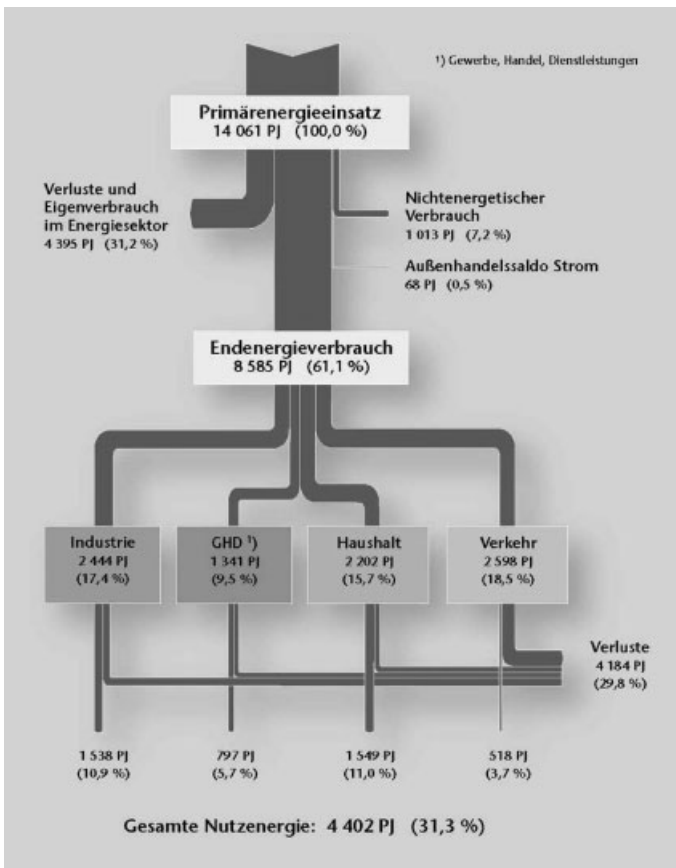 ¹) Gewerbe, Handel, Dienstleistungen
Primärenergieeinsatz
14 061 PJ (100,0 %)
Verluste und
Eigenverbrauch
im Energiesektor
4 395 PJ (31,2 %)
Nichtenergetischer
Verbrauch
1 013 PJ (7,2 %)
Außenhandelssaldo Strom
68 PJ (0,5 %)
Endenergieverbrauch
8 585 PJ (61,1 %)
Industrie
2 444 PJ
(17,4 %)
GHD ¹)
1 341 PJ
(9,5 %)
Haushalt
2 202 PJ
(15,7 %)
Verkehr
2 598 PJ
(18,5 %)
Verluste
4 184 PJ
(29,8 %)
1 538 PJ
(10,9 %)
797 PJ
(5,7 %)
1 549 PJ
(11,0 %)
518 PJ
(3,7 %)
Gesamte Nutzenergie: 4 402 PJ (31,3 %)